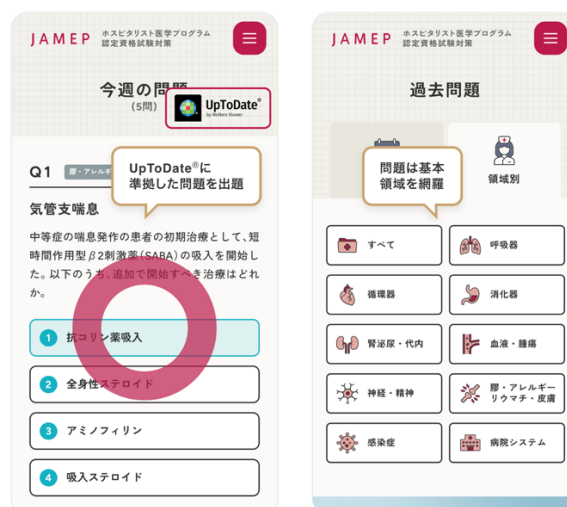 JAMEP
ホスピタリスト医学プログラム
認定資格試験対策
今週の問題
(5問)
UpToDate®
by Wolters Kluwer
Q1
膠・アレルギ
UpToDate®に
準拠した問題を出題
気管支喘息
中等症の喘息発作の患者の初期治療として、短
時間作用型β2刺激薬(SABA)の吸入を開始し
た。以下のうち、追加で開始すべき治療はどれ
か。
1 抗コリン薬吸入
2 全身性ステロイド
3 アミノフィリン
4 吸入ステロイド
JAMEP
ホスピタリスト医学プログラム
認定資格試験対策
過去問題
問題は基本
領域を網羅
領域別
すべて
呼吸器
循環器
消化器
腎泌尿・代内
血液・腫瘍
神経・精神
膠・アレルギー
リウマチ・皮膚
感染症
病院システム